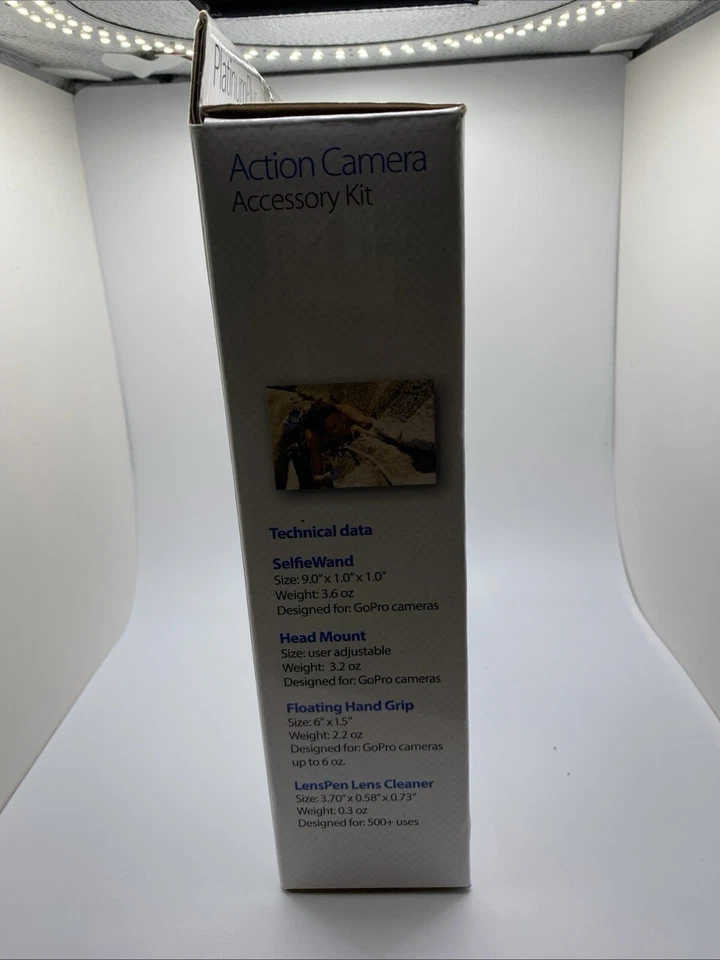 Action Camera
Accessory Kit
Technical data
SelfieWand
Size: 9.0" x 1.0" x 1.0"
Weight: 3.6 oz
Designed for: GoPro cameras
Head Mount
Size: user adjustable
Weight: 3.2 oz
Designed for: GoPro cameras
Floating Hand Grip
Size: 6" x 1.5"
Weight: 2.2 oz
Designed for: GoPro cameras
up to 6 oz.
LensPen Lens Cleaner
Size: 3.70" x 0.58" x 0.73"
Weight: 0.3 oz
Designed for: 500+ uses